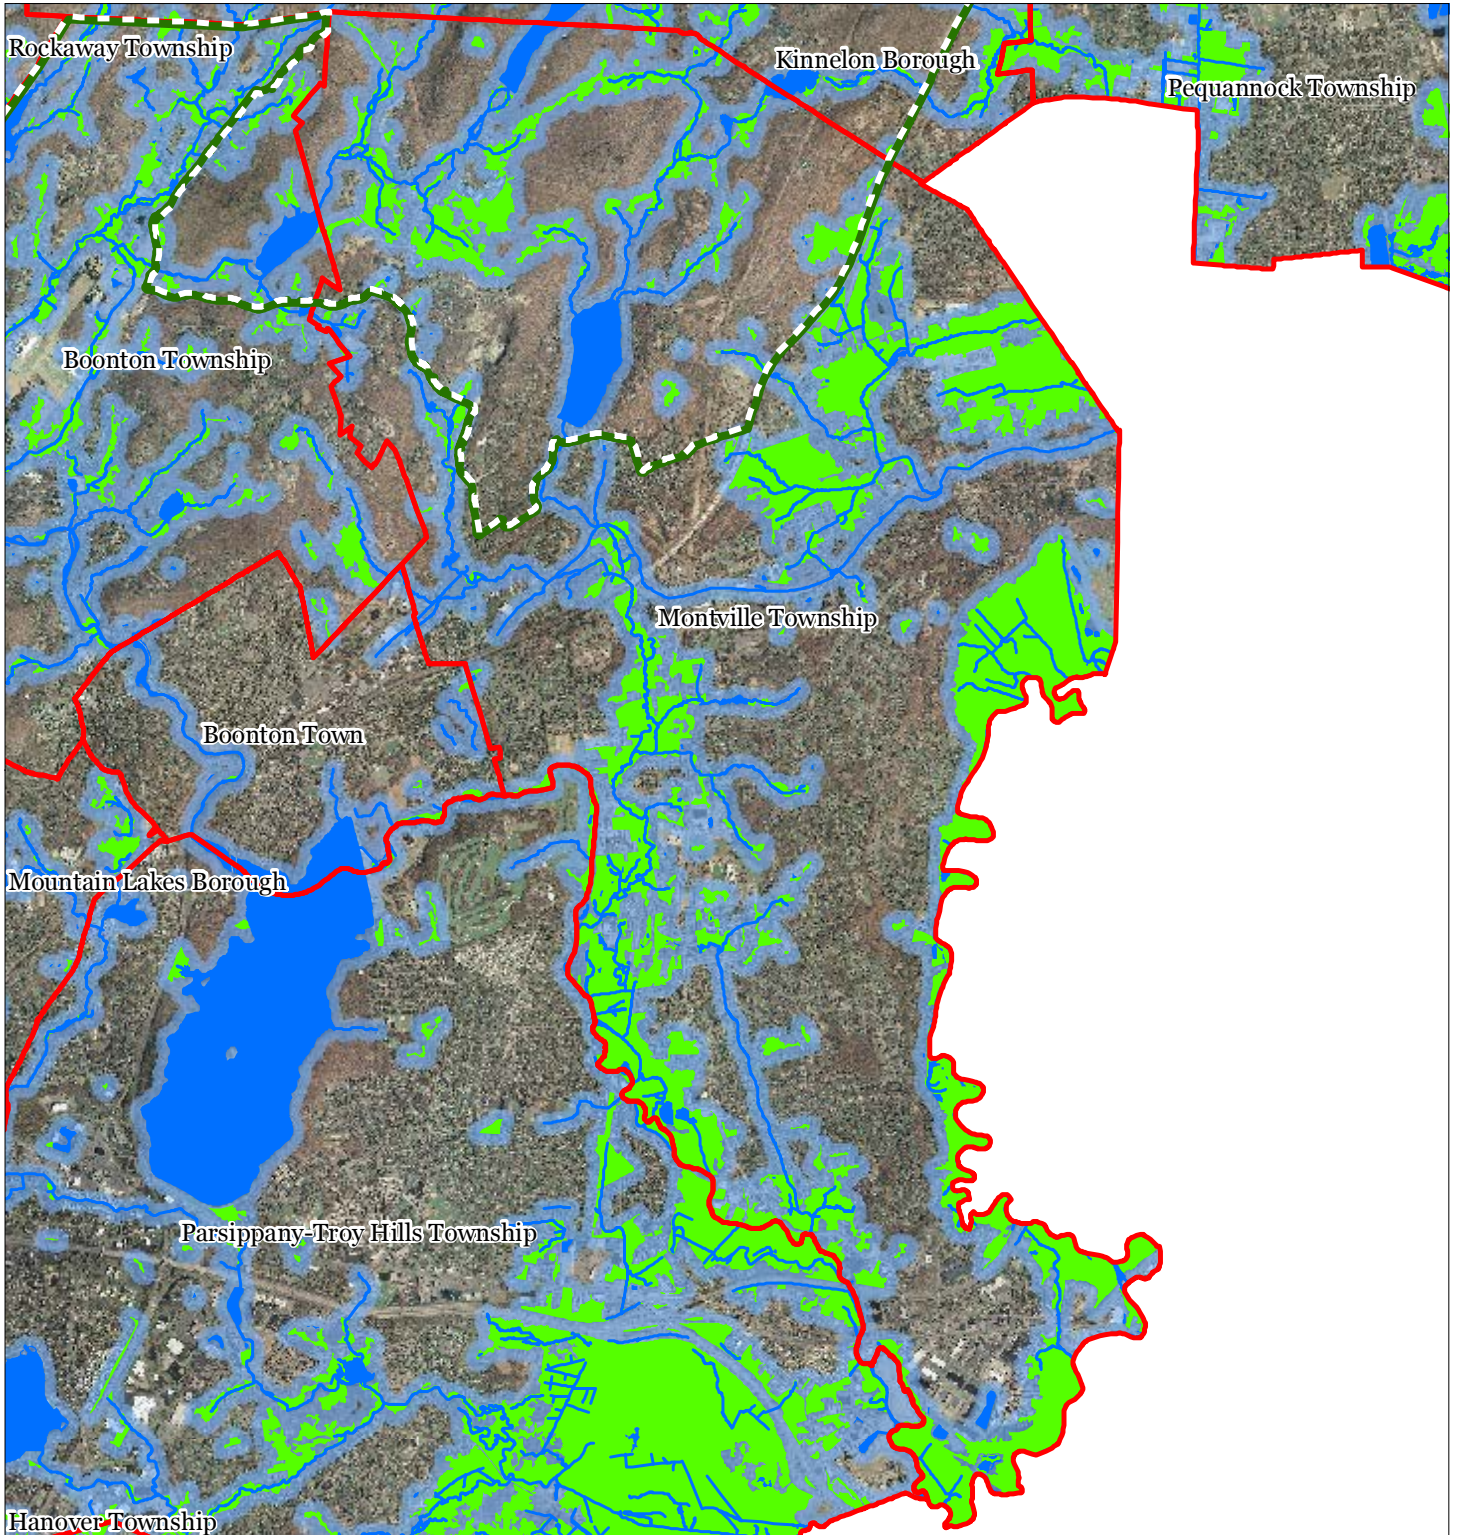 Rockaway Township
Kinnelon Borough
Pequannock Township
Boonton Township
Montville Township
Boonton Town
Mountain Lakes Borough
Parsippany-Troy Hills Township
Hanover Township